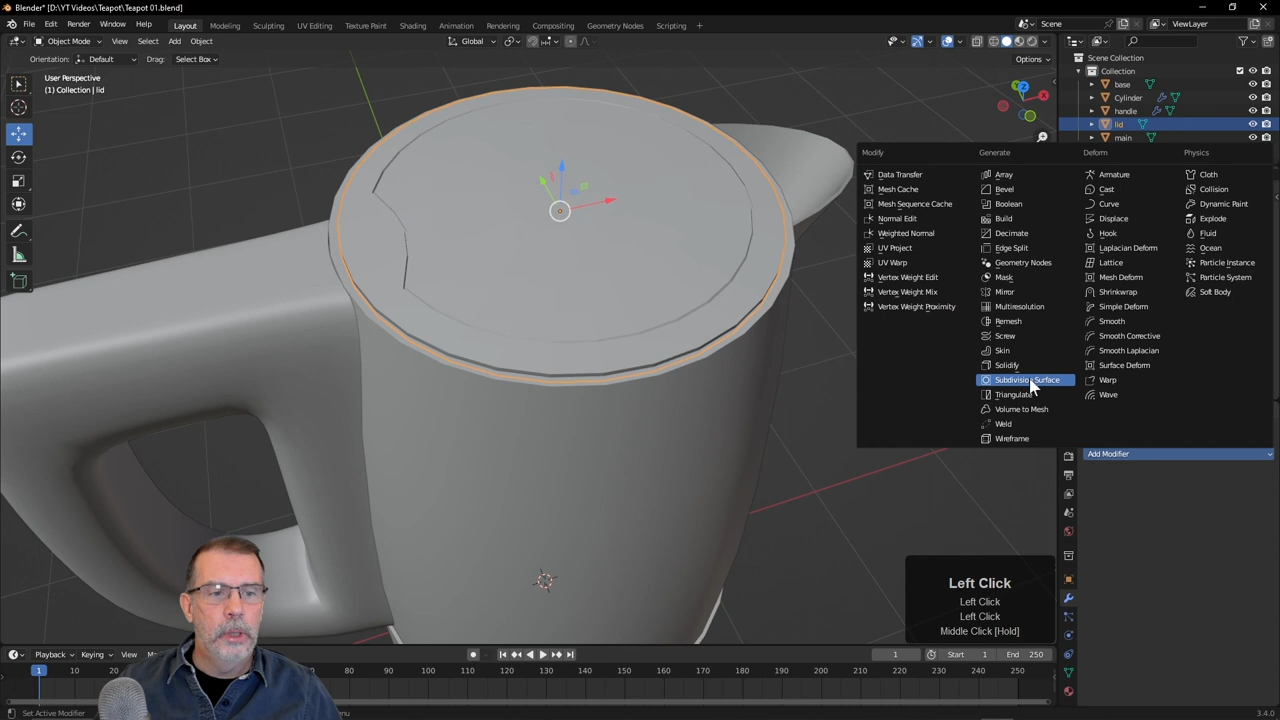 Blender* [D:\YT Videos\Teapot\Teapot 01.blend]
File Edit Render Window Help Layout Modeling Sculpting UV Editing Texture Paint Shading Animation Rendering Compositing Geometry Nodes Scripting + Scene ViewLayer
Object Mode View Select Add Object Global
Orientation: Default Drag: Select Box Options
User Perspective
(1) Collection | lid
Scene Collection
Collection
base
Cylinder
handle
lid
main
X
Y
Z
Modify
Data Transfer
Mesh Cache
Mesh Sequence Cache
Normal Edit
Weighted Normal
UV Project
UV Warp
Vertex Weight Edit
Vertex Weight Mix
Vertex Weight Proximity
Generate
Array
Bevel
Boolean
Build
Decimate
Edge Split
Geometry Nodes
Mask
Mirror
Multiresolution
Remesh
Screw
Skin
Solidify
Subdivision Surface
Triangulate
Volume to Mesh
Weld
Wireframe
Deform
Armature
Cast
Curve
Displace
Hook
Laplacian Deform
Lattice
Mesh Deform
Shrinkwrap
Simple Deform
Smooth
Smooth Corrective
Smooth Laplacian
Surface Deform
Warp
Wave
Physics
Cloth
Collision
Dynamic Paint
Explode
Fluid
Ocean
Particle Instance
Particle System
Soft Body
Add Modifier
Left Click
Left Click
Left Click
Middle Click [Hold]
Playback Keying View 1 Start 1 End 250
1 10 20 80 90 100 110 120 130 140 150 160 170 180 190 200 210 220 230 240 250
Set Active Modifier 3.4.0